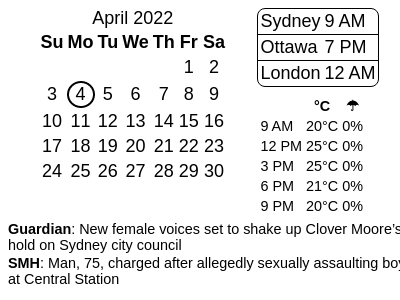 April 2022
Su Mo Tu We Th Fr Sa
1 2
3 4 5 6 7 8 9
10 11 12 13 14 15 16
17 18 19 20 21 22 23
24 25 26 27 28 29 30
Sydney 9 AM
Ottawa 7 PM
London 12 AM
°C ☂
9 AM 20°C 0%
12 PM 25°C 0%
3 PM 25°C 0%
6 PM 21°C 0%
9 PM 20°C 0%
Guardian: New female voices set to shake up Clover Moore's
hold on Sydney city council
SMH: Man, 75, charged after allegedly sexually assaulting boy
at Central Station